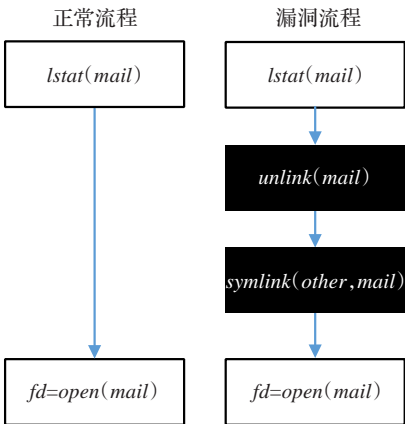 正常流程
漏洞流程
lstat(mail)
lstat(mail)
unlink(mail)
symlink(other,mail)
fd=open(mail)
fd=open(mail)